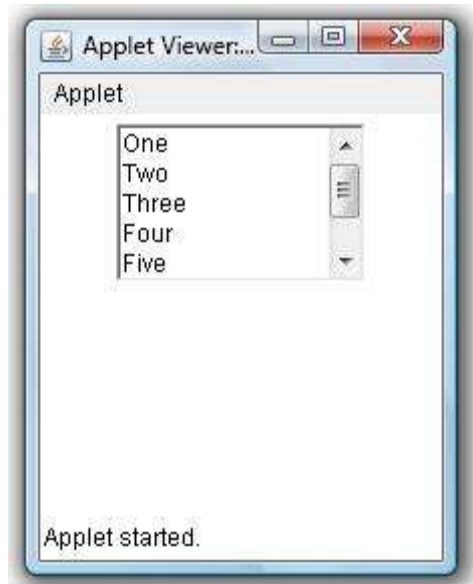 Applet Viewer:...
Applet
One
Two
Three
Four
Five
Applet started.